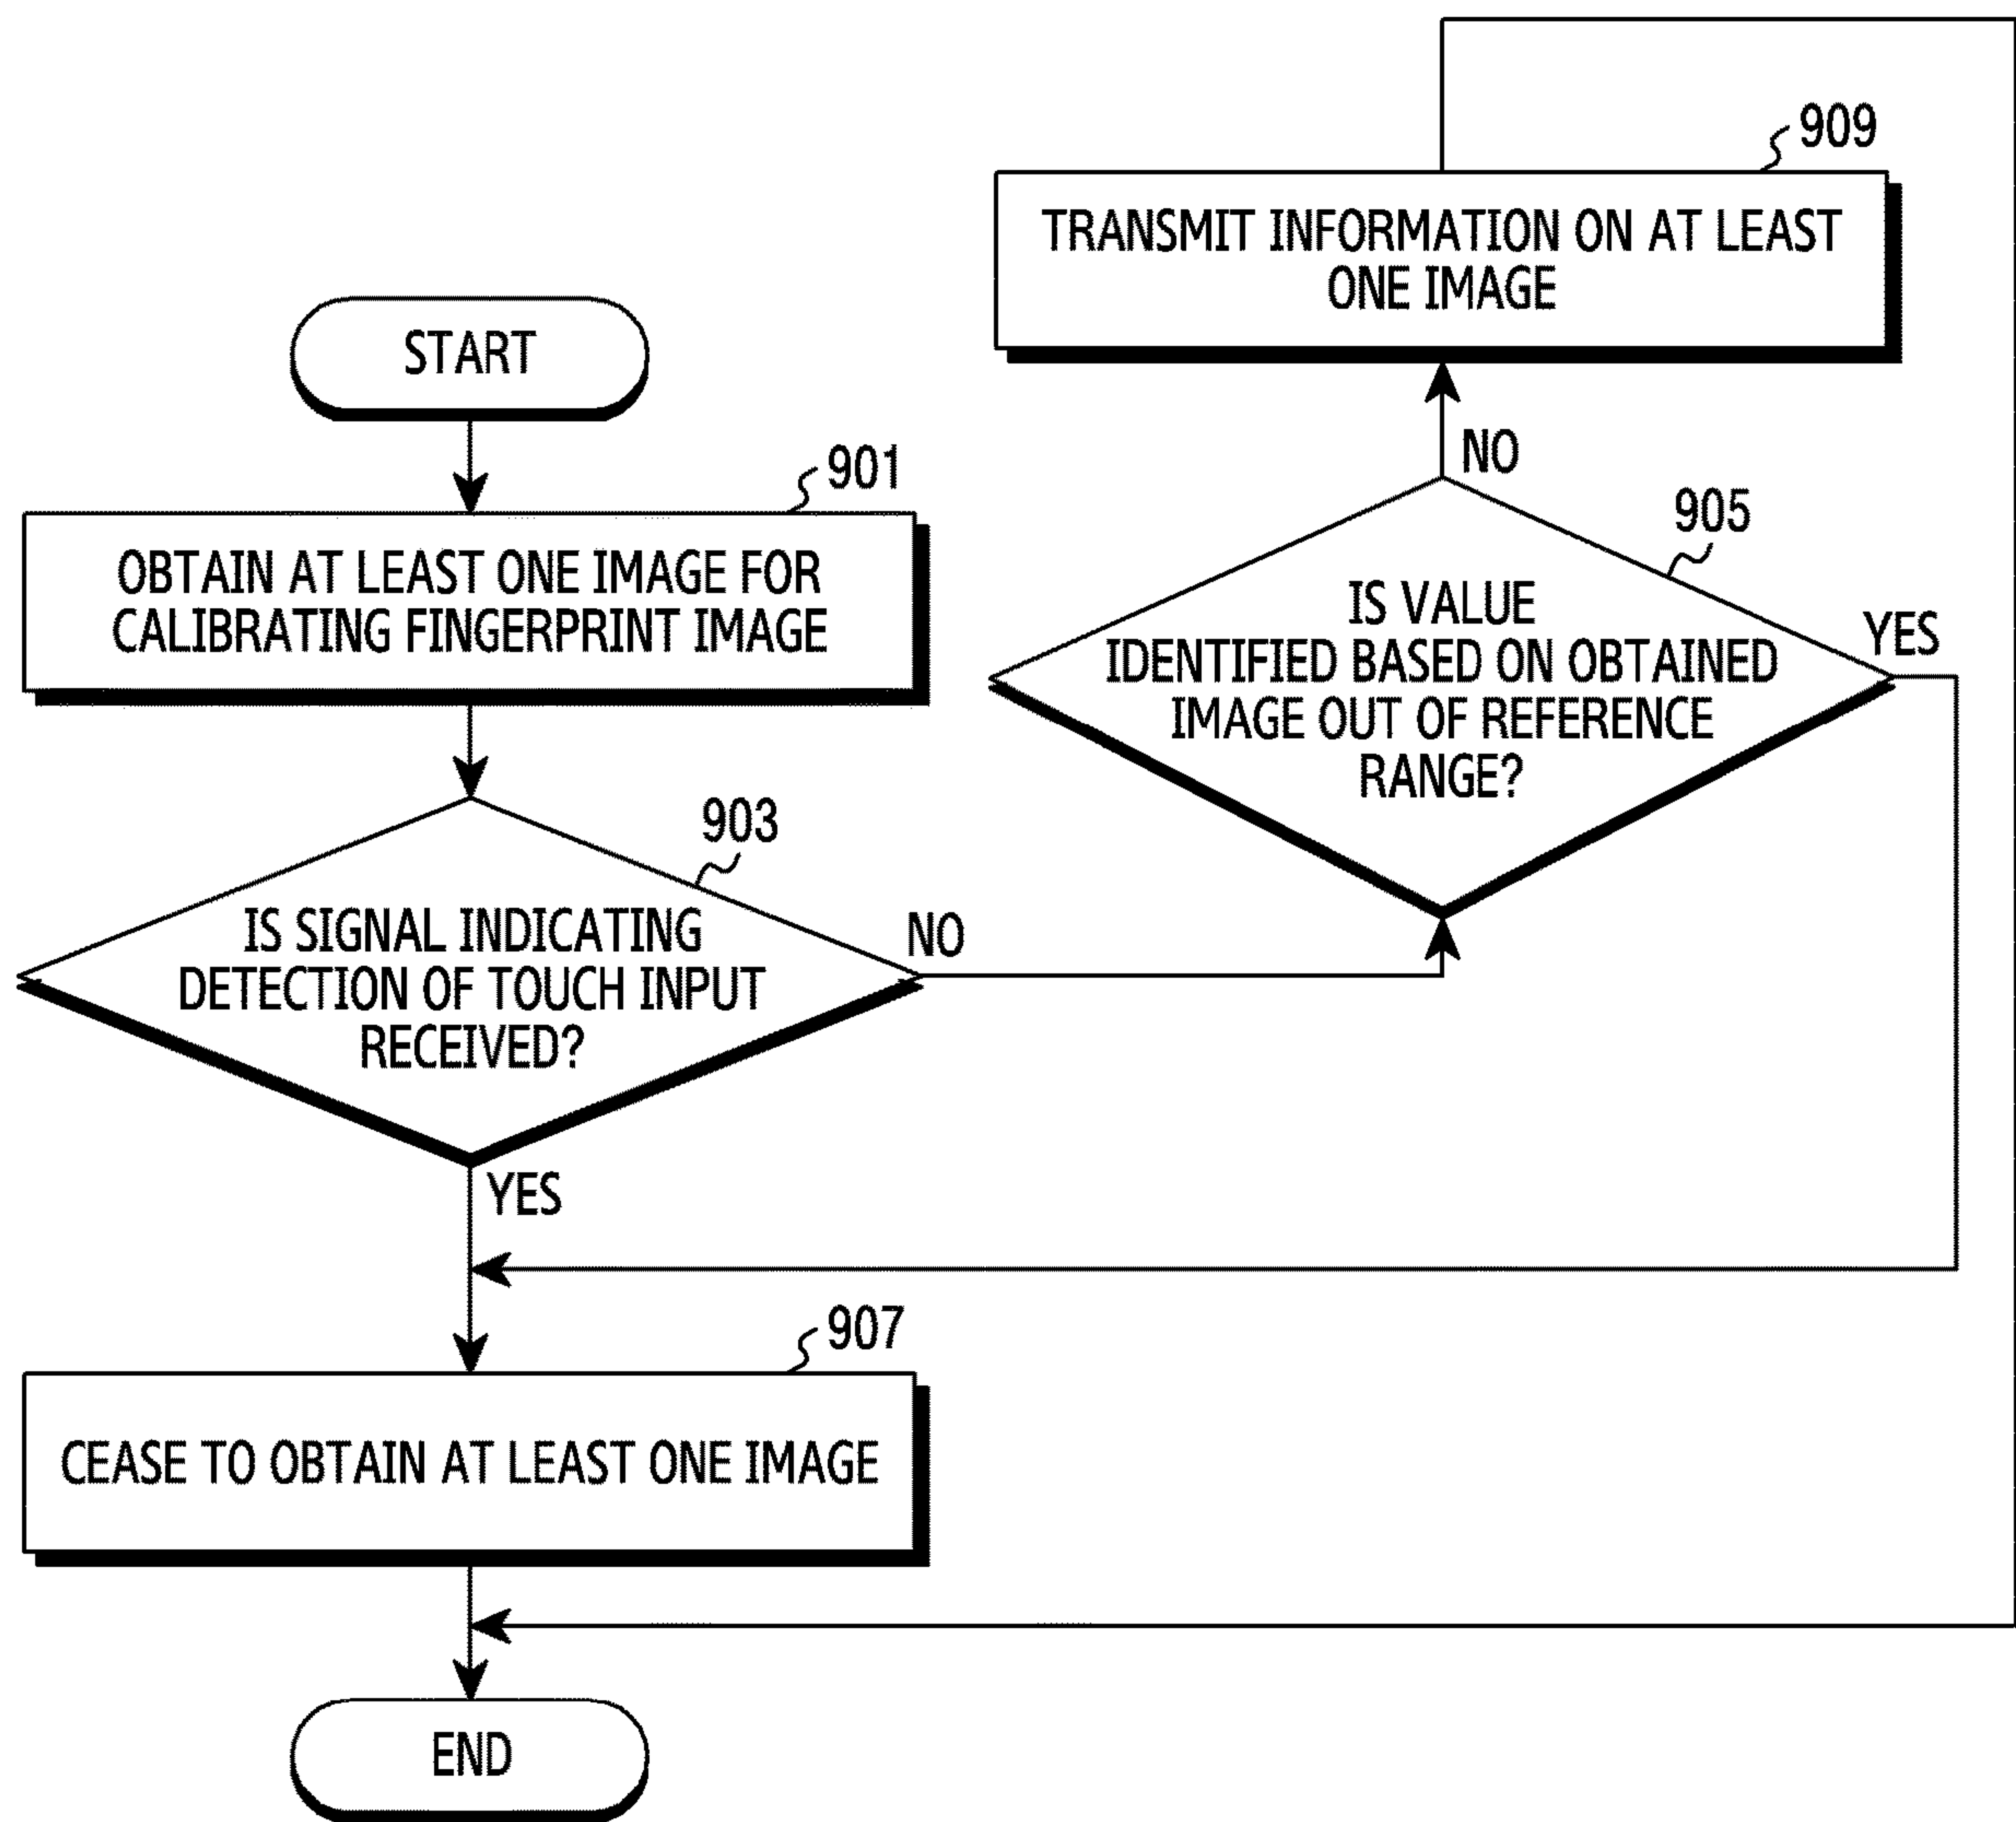 START
901
OBTAIN AT LEAST ONE IMAGE FOR
CALIBRATING FINGERPRINT IMAGE
903
IS SIGNAL INDICATING
DETECTION OF TOUCH INPUT
RECEIVED?
NO
YES
907
CEASE TO OBTAIN AT LEAST ONE IMAGE
END
909
TRANSMIT INFORMATION ON AT LEAST
ONE IMAGE
NO
905
IS VALUE
IDENTIFIED BASED ON OBTAINED
IMAGE OUT OF REFERENCE
RANGE?
YES